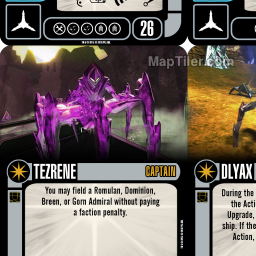 26
MapTiler.com
TEZRENE CAPTAIN
You may field a Romulan, Dominion,
Breen, or Gorn Admiral without paying
a faction penalty.
DLYAX
During the
the Acti
Upgrade,
ship. If the
Action,